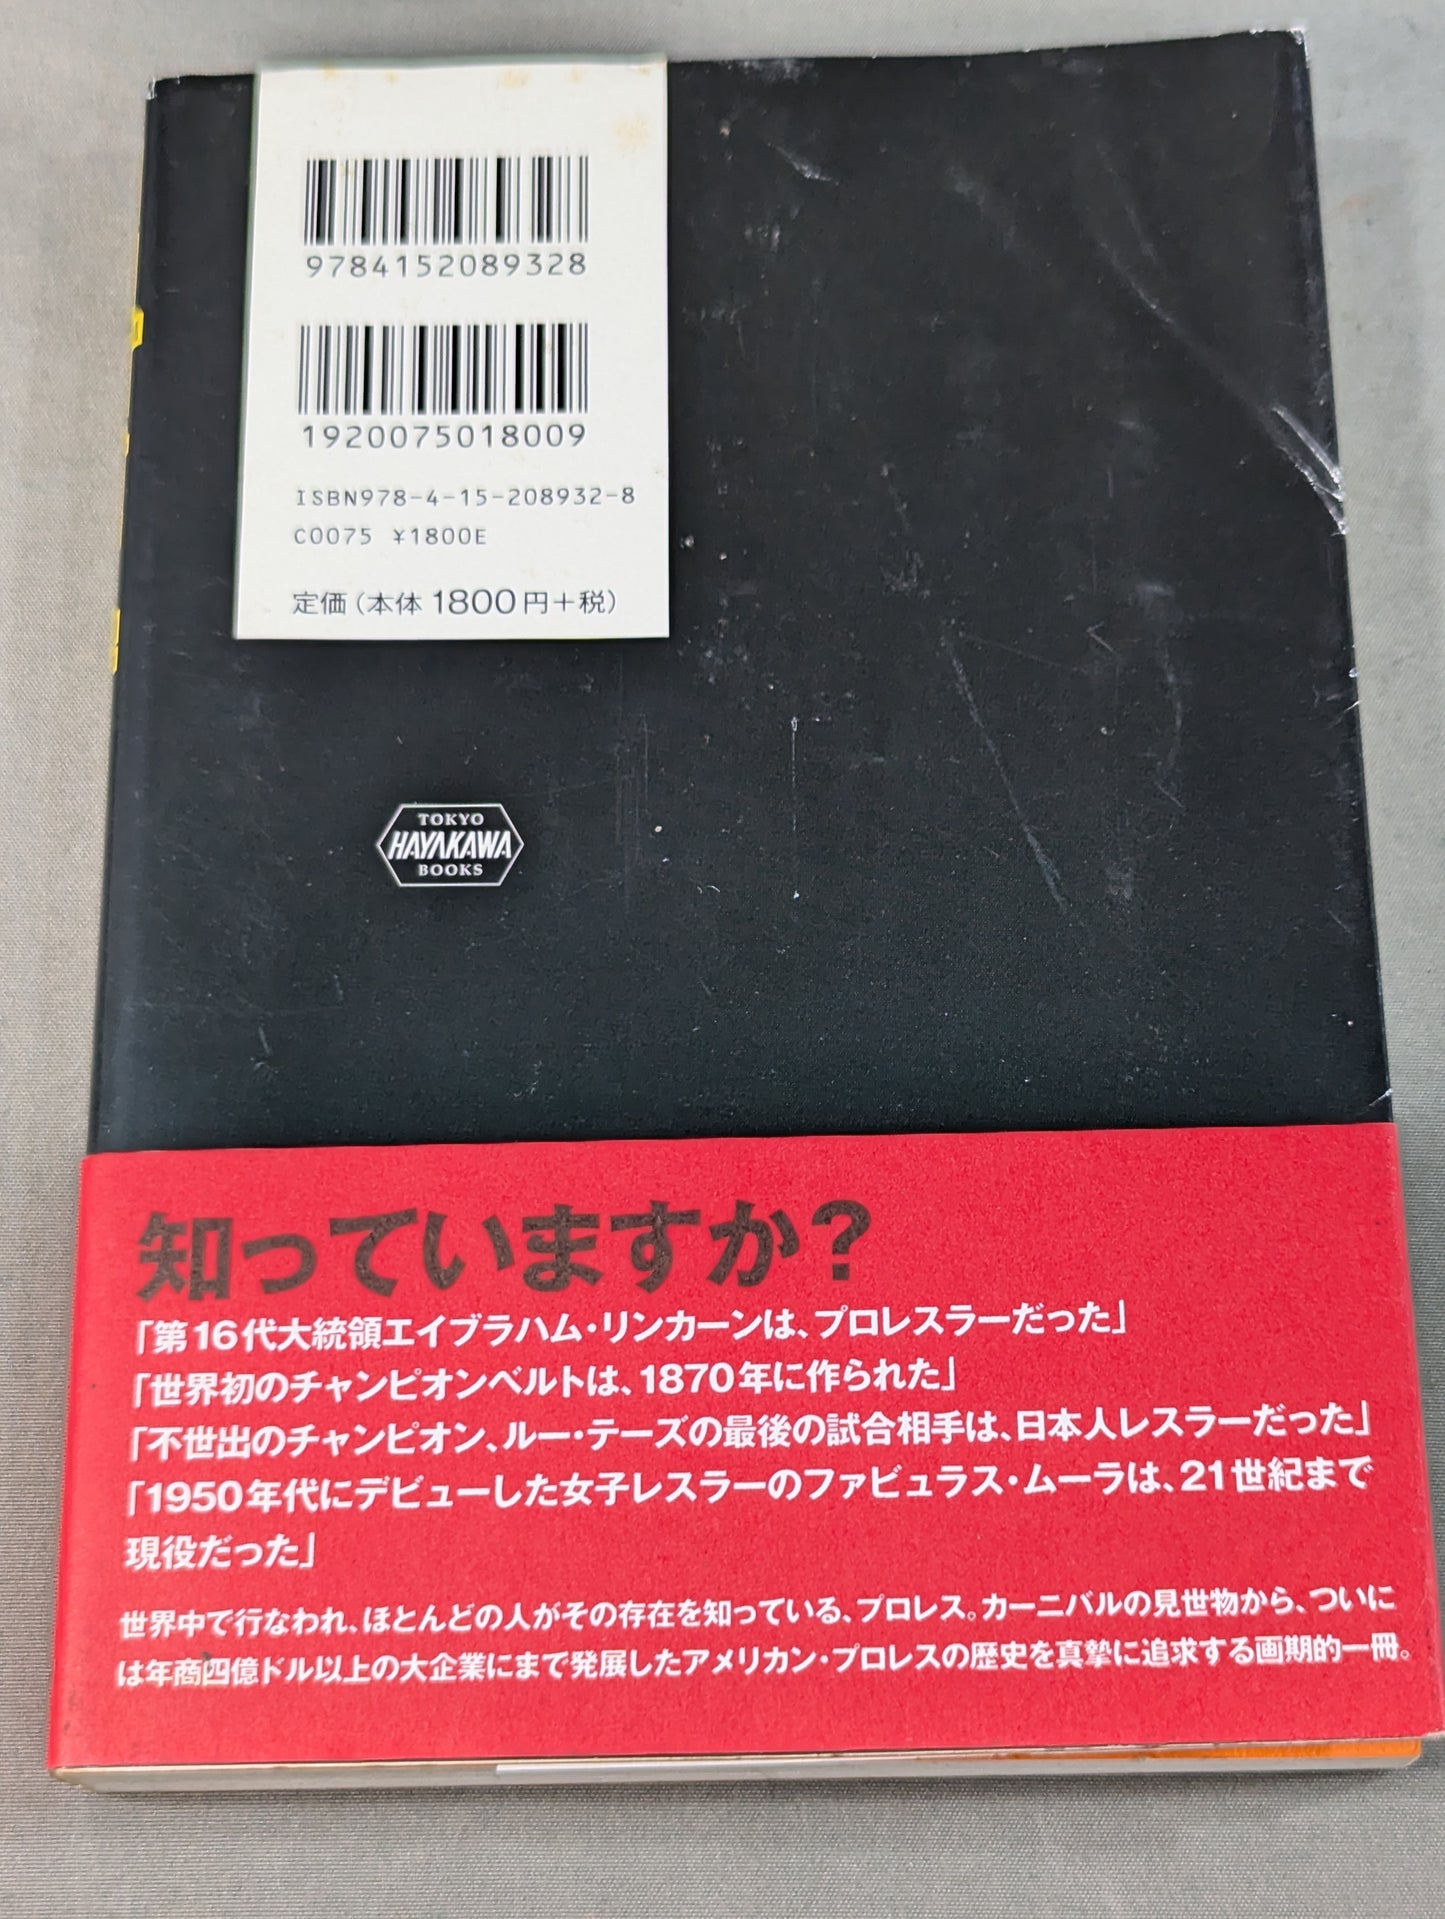 9784152089328
1920075018009
ISBN978-4-15-208932-8
C0075 ¥1800E
定価(本体1800円+税)
TOKYO
HAYAKAWA
BOOKS
知っていますか?
「第16代大統領エイブラハム・リンカーンは、プロレスラーだった」
「世界初のチャンピオンベルトは、1870年に作られた」
「不世出のチャンピオン、ルー・テーズの最後の試合相手は、日本人レスラーだった」
「1950年代にデビューした女子レスラーのファビュラス・ムーラは、21世紀まで
現役だった」
世界中で行なわれ、ほとんどの人がその存在を知っている、プロレス。カーニバルの見世物から、ついに
は年商四億ドル以上の大企業にまで発展したアメリカン・プロレスの歴史を真摯に追求する画期的一冊。